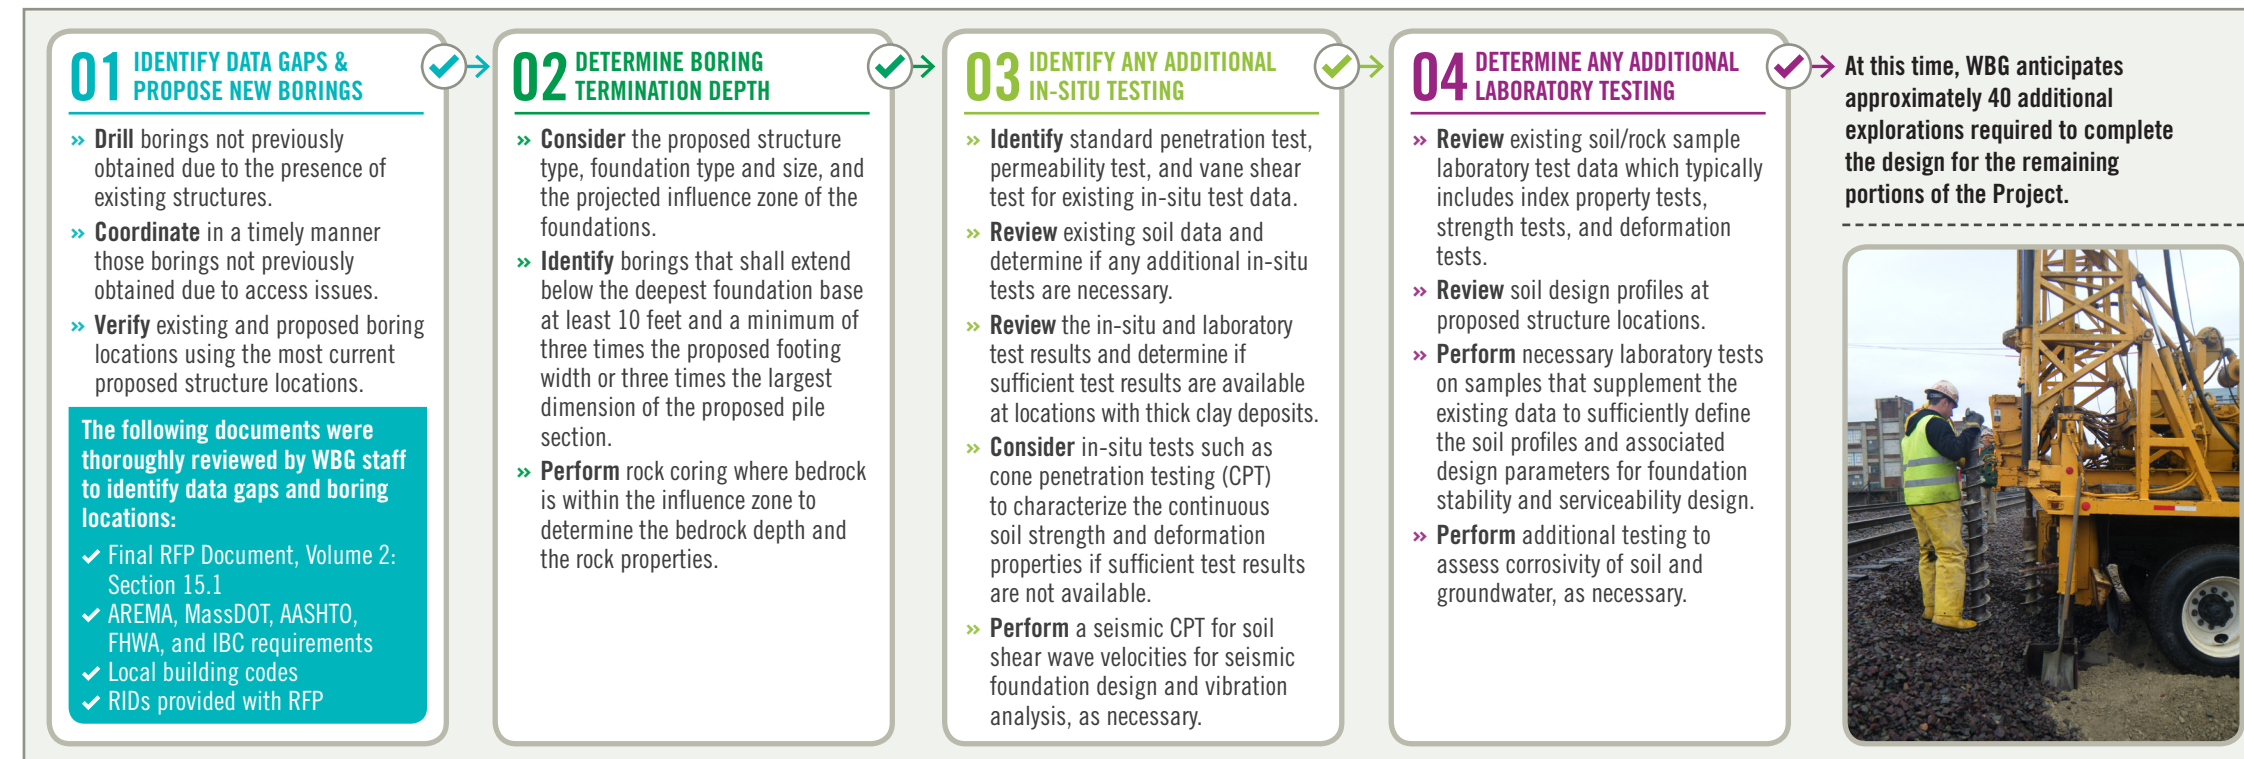 01 IDENTIFY DATA GAPS &
PROPOSE NEW BORINGS
» Drill borings not previously
obtained due to the presence of
existing structures.
» Coordinate in a timely manner
those borings not previously
obtained due to access issues.
» Verify existing and proposed boring
locations using the most current
proposed structure locations.
The following documents were
thoroughly reviewed by WBG staff
to identify data gaps and boring
locations:
✓ Final RFP Document, Volume 2:
Section 15.1
✓ AREMA, MassDOT, AASHTO,
FHWA, and IBC requirements
✓ Local building codes
✓ RIDs provided with RFP
02 DETERMINE BORING
TERMINATION DEPTH
» Consider the proposed structure
type, foundation type and size, and
the projected influence zone of the
foundations.
» Identify borings that shall extend
below the deepest foundation base
at least 10 feet and a minimum of
three times the proposed footing
width or three times the largest
dimension of the proposed pile
section.
» Perform rock coring where bedrock
is within the influence zone to
determine the bedrock depth and
the rock properties.
03 IDENTIFY ANY ADDITIONAL
IN-SITU TESTING
» Identify standard penetration test,
permeability test, and vane shear
test for existing in-situ test data.
» Review existing soil data and
determine if any additional in-situ
tests are necessary.
» Review the in-situ and laboratory
test results and determine if
sufficient test results are available
at locations with thick clay deposits.
» Consider in-situ tests such as
cone penetration testing (CPT)
to characterize the continuous
soil strength and deformation
properties if sufficient test results
are not available.
» Perform a seismic CPT for soil
shear wave velocities for seismic
foundation design and vibration
analysis, as necessary.
04 DETERMINE ANY ADDITIONAL
LABORATORY TESTING
» Review existing soil/rock sample
laboratory test data which typically
includes index property tests,
strength tests, and deformation
tests.
» Review soil design profiles at
proposed structure locations.
» Perform necessary laboratory tests
on samples that supplement the
existing data to sufficiently define
the soil profiles and associated
design parameters for foundation
stability and serviceability design.
» Perform additional testing to
assess corrosivity of soil and
groundwater, as necessary.
At this time, WBG anticipates
approximately 40 additional
explorations required to complete
the design for the remaining
portions of the Project.